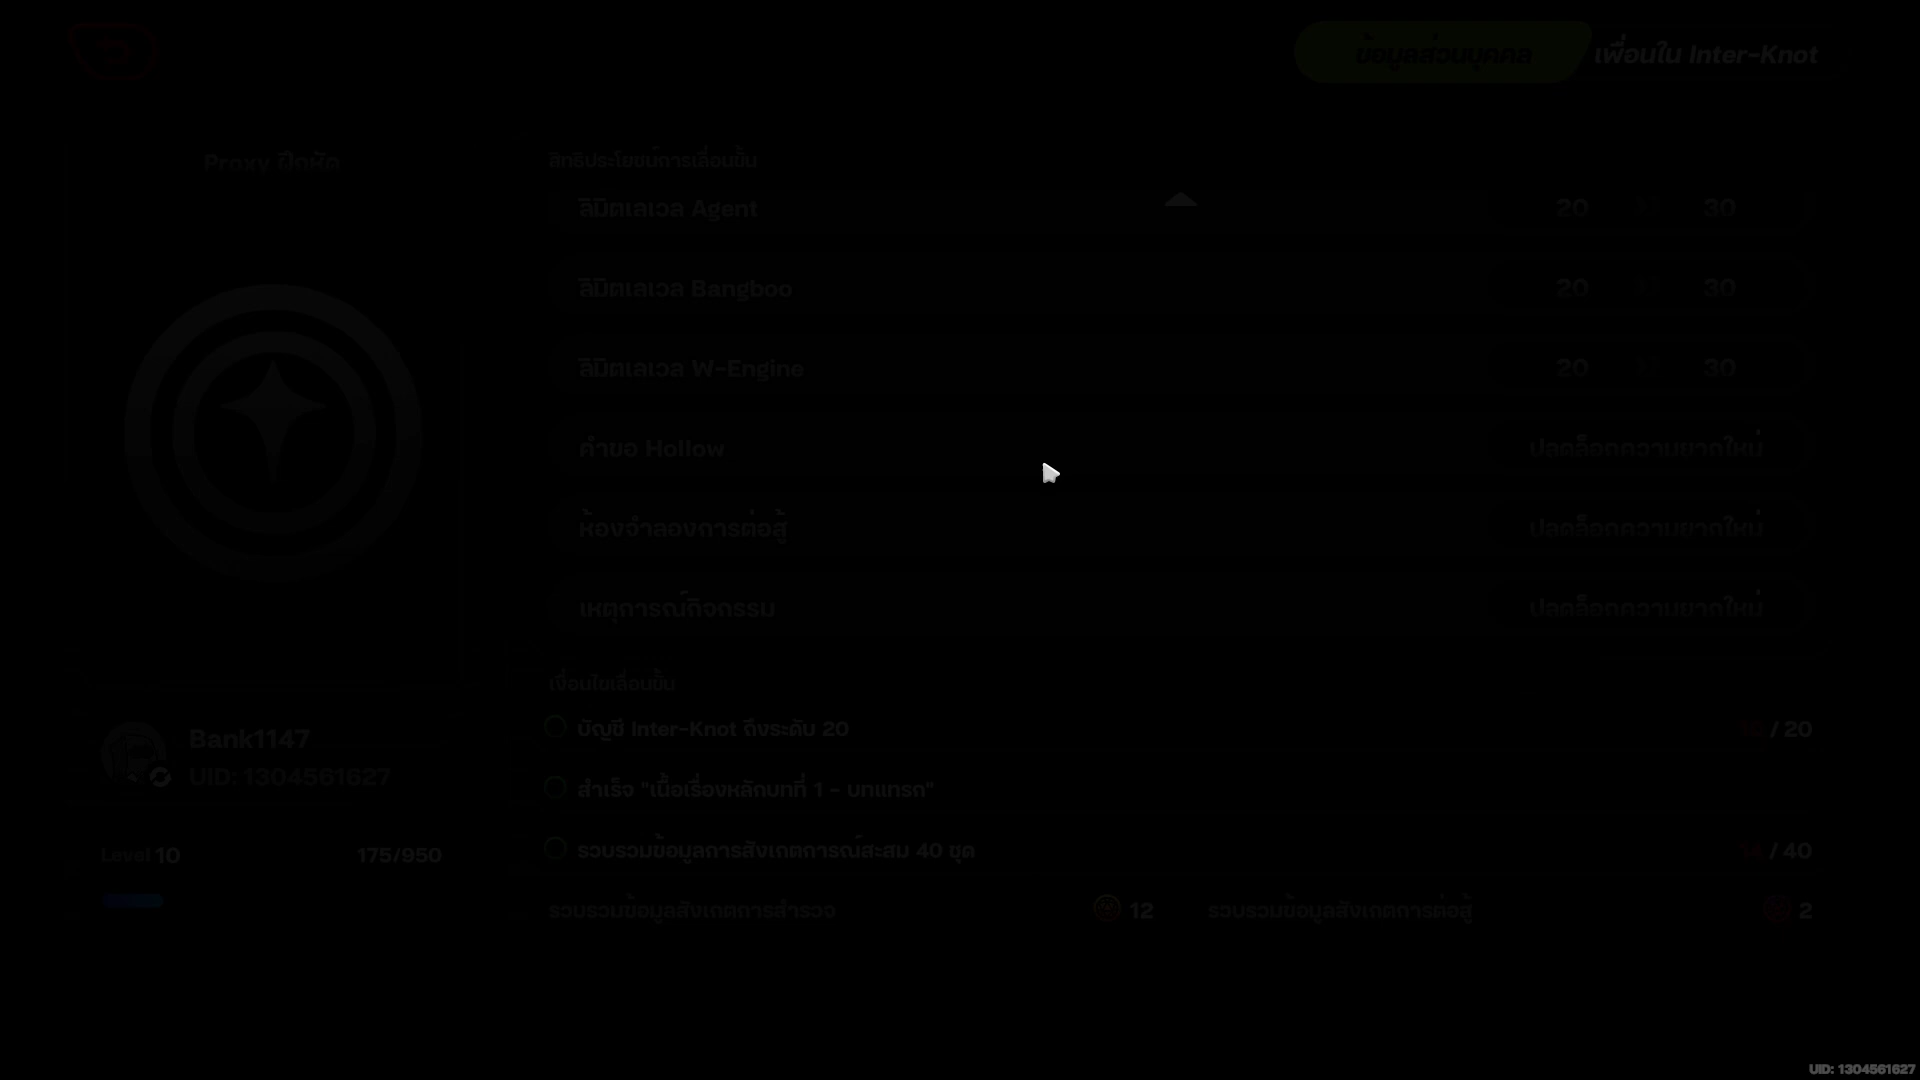 ข้อมูลส่วนบุคคล
เพื่อนใน Inter-Knot
Proxy ฝึกหัด
สิทธิประโยชน์การเลื่อนขั้น
ลิมิตเลเวล Agent 20 30
ลิมิตเลเวล Bangboo 20 30
ลิมิตเลเวล W-Engine 20 30
คำขอ Hollow ปลดล็อกความยากใหม่
ห้องจำลองการต่อสู้ ปลดล็อกความยากใหม่
เหตุการณ์กิจกรรม ปลดล็อกความยากใหม่
เงื่อนไขเลื่อนขั้น
บัญชี Inter-Knot ถึงระดับ 20 / 20
สำเร็จ "เนื้อเรื่องหลักบทที่ 1 - บทแทรก"
รวบรวมข้อมูลการสังเกตการณ์สะสม 40 ชุด / 40
รวบรวมข้อมูลสังเกตการสำรวจ 12
รวบรวมข้อมูลสังเกตการต่อสู้ 2
Bank1147
UID: 1304561627
Level 10 175/950
UID: 1304561627